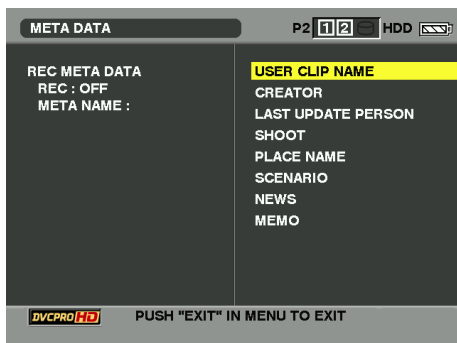 META DATA
P2 1 2 HDD
REC META DATA
REC : OFF
META NAME :
USER CLIP NAME
CREATOR
LAST UPDATE PERSON
SHOOT
PLACE NAME
SCENARIO
NEWS
MEMO
DVCPRO HD PUSH "EXIT" IN MENU TO EXIT